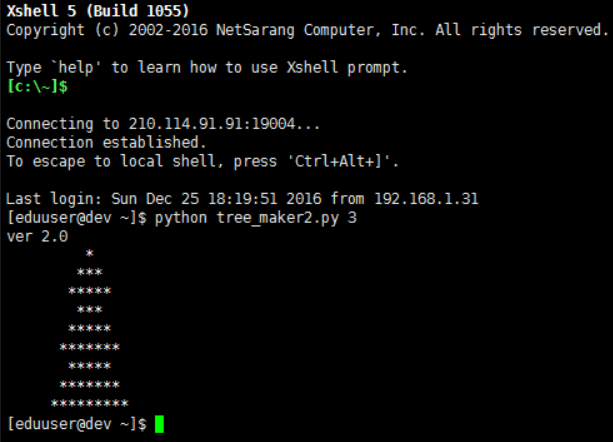 Xshell 5 (Build 1055)
Copyright (c) 2002-2016 NetSarang Computer, Inc. All rights reserved.
Type `help' to learn how to use Xshell prompt.
[c:\~]$
Connecting to 210.114.91.91:19004...
Connection established.
To escape to local shell, press 'Ctrl+Alt+]'.
Last login: Sun Dec 25 18:19:51 2016 from 192.168.1.31
[eduuser@dev ~]$ python tree_maker2.py 3
ver 2.0
         *
        ***
       *****
        ***
       *****
      *******
       *****
      *******
     *********
[eduuser@dev ~]$